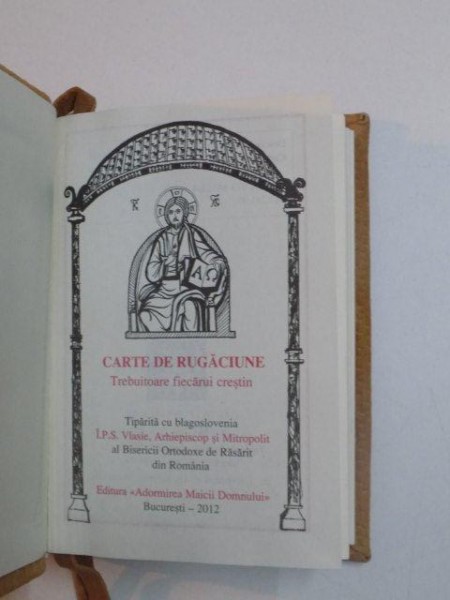 ΑΩ
CARTE DE RUGĂCIUNE
Trebuitoare fiecărui creștin
Tipărită cu blagoslovenia
Î.P.S. Vlasie, Arhiepiscop și Mitropolit
al Bisericii Ortodoxe de Răsărit
din România
Editura «Adormirea Maicii Domnului»
București – 2012